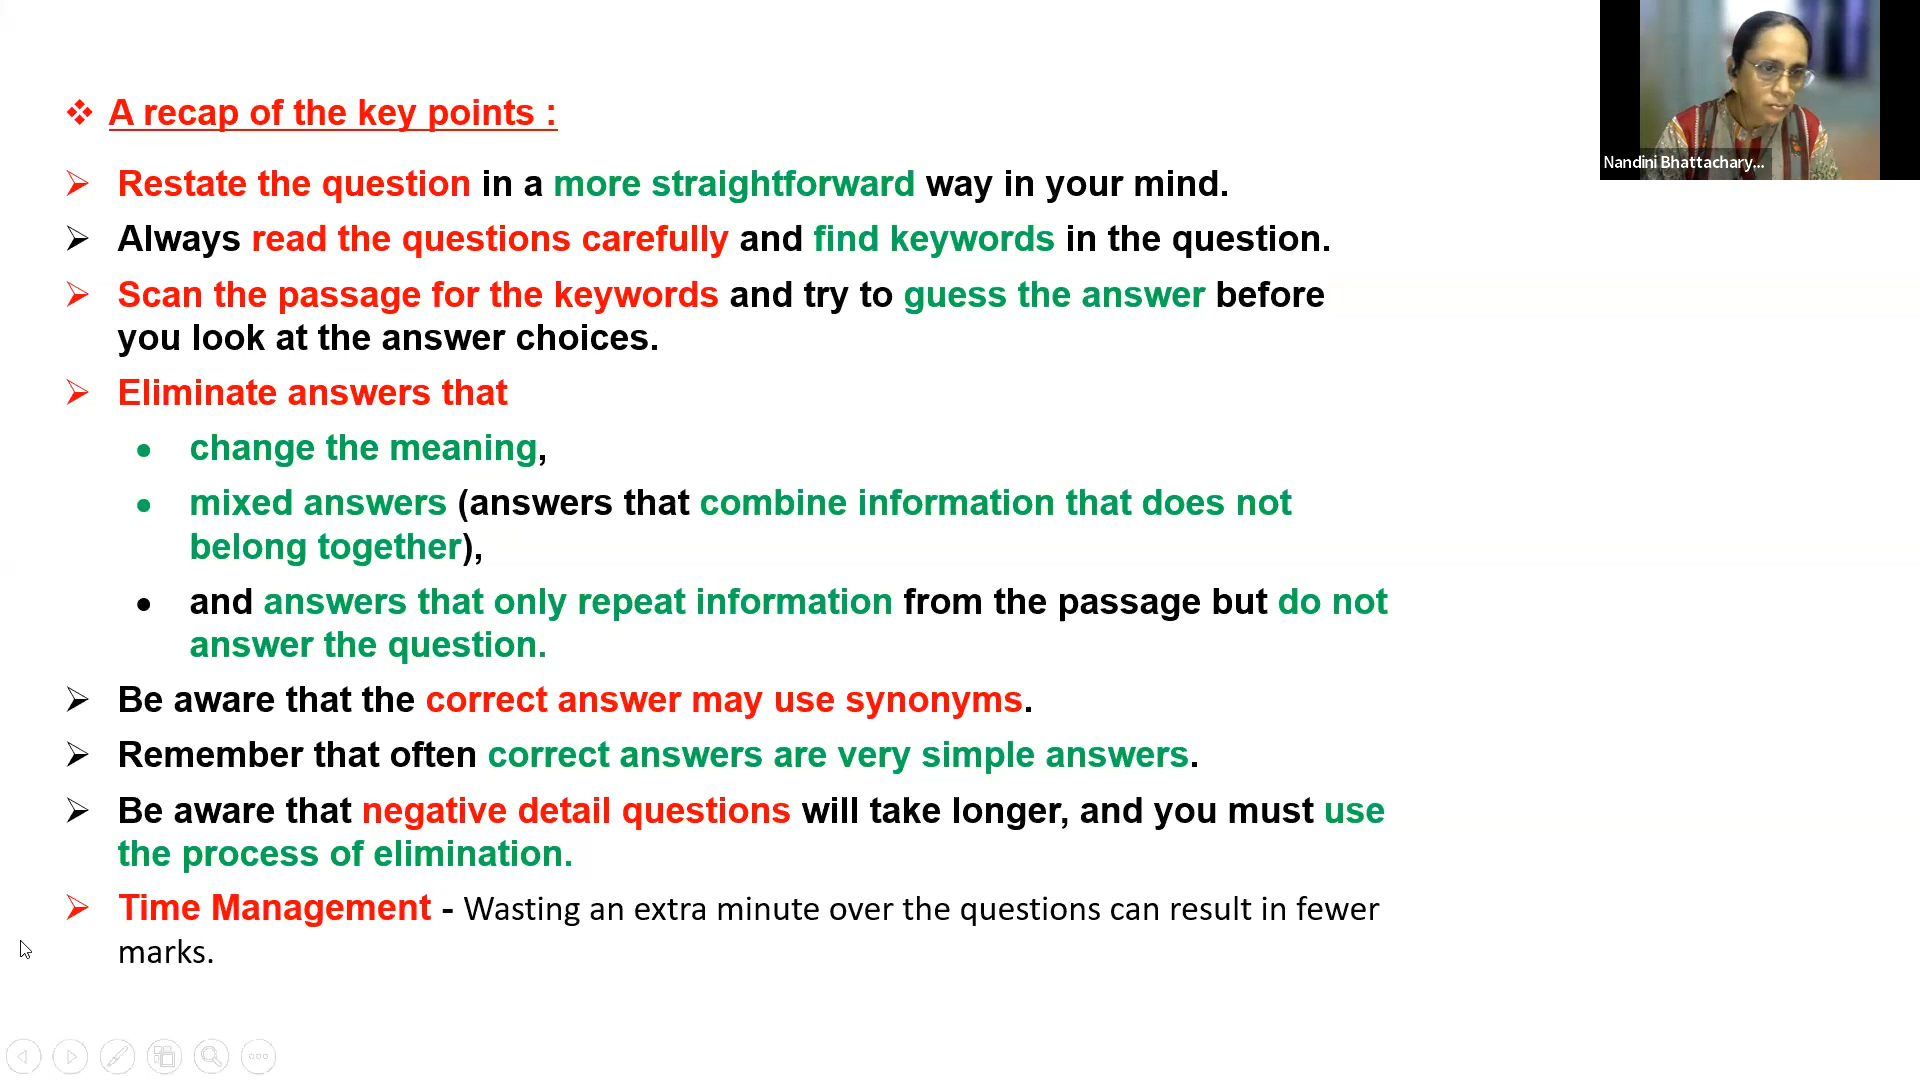 A recap of the key points :
Restate the question in a more straightforward way in your mind.
Always read the questions carefully and find keywords in the question.
Scan the passage for the keywords and try to guess the answer before
you look at the answer choices.
Eliminate answers that
change the meaning,
mixed answers (answers that combine information that does not
belong together),
and answers that only repeat information from the passage but do not
answer the question.
Be aware that the correct answer may use synonyms.
Remember that often correct answers are very simple answers.
Be aware that negative detail questions will take longer, and you must use
the process of elimination.
Time Management - Wasting an extra minute over the questions can result in fewer
marks.
Nandini Bhattachary...